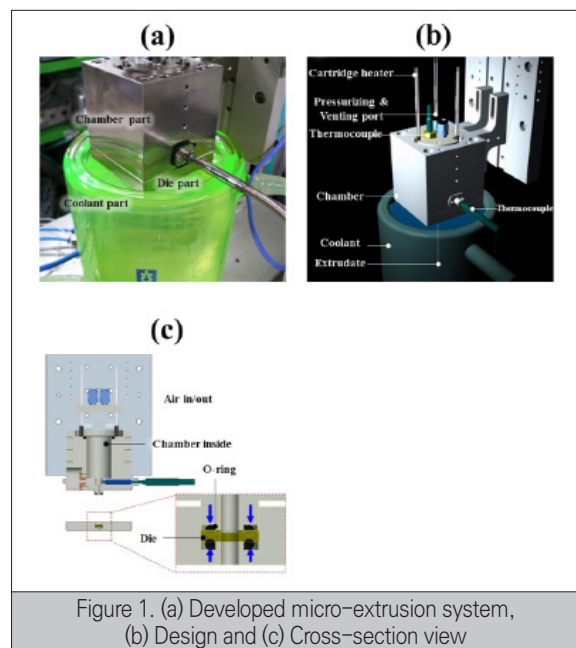 (a)
Chamber part
Die part
Coolant part
(b)
Cartridge heater
Pressurizing &
Venting port
Thermocouple
Chamber
Thermocouple
Coolant
Extrudate
(c)
Air in/out
Chamber inside
O-ring
Die
Figure 1. (a) Developed micro-extrusion system,
(b) Design and (c) Cross-section view